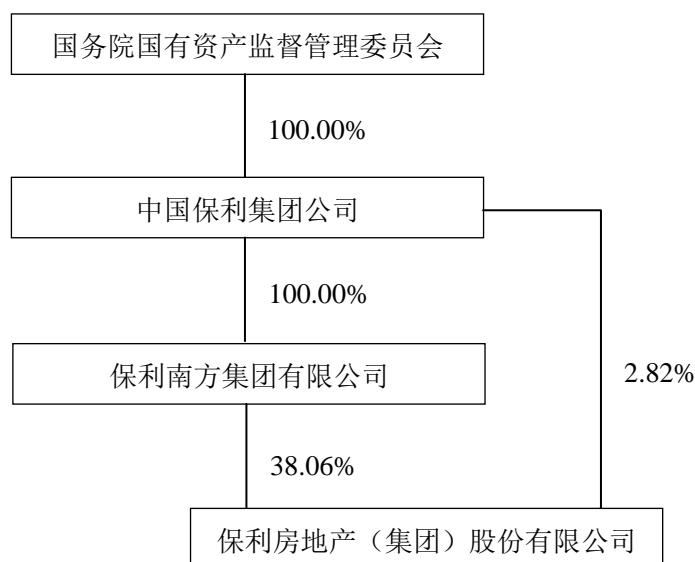 国务院国有资产监督管理委员会
100.00%
中国保利集团公司
100.00%
保利南方集团有限公司
2.82%
38.06%
保利房地产（集团）股份有限公司